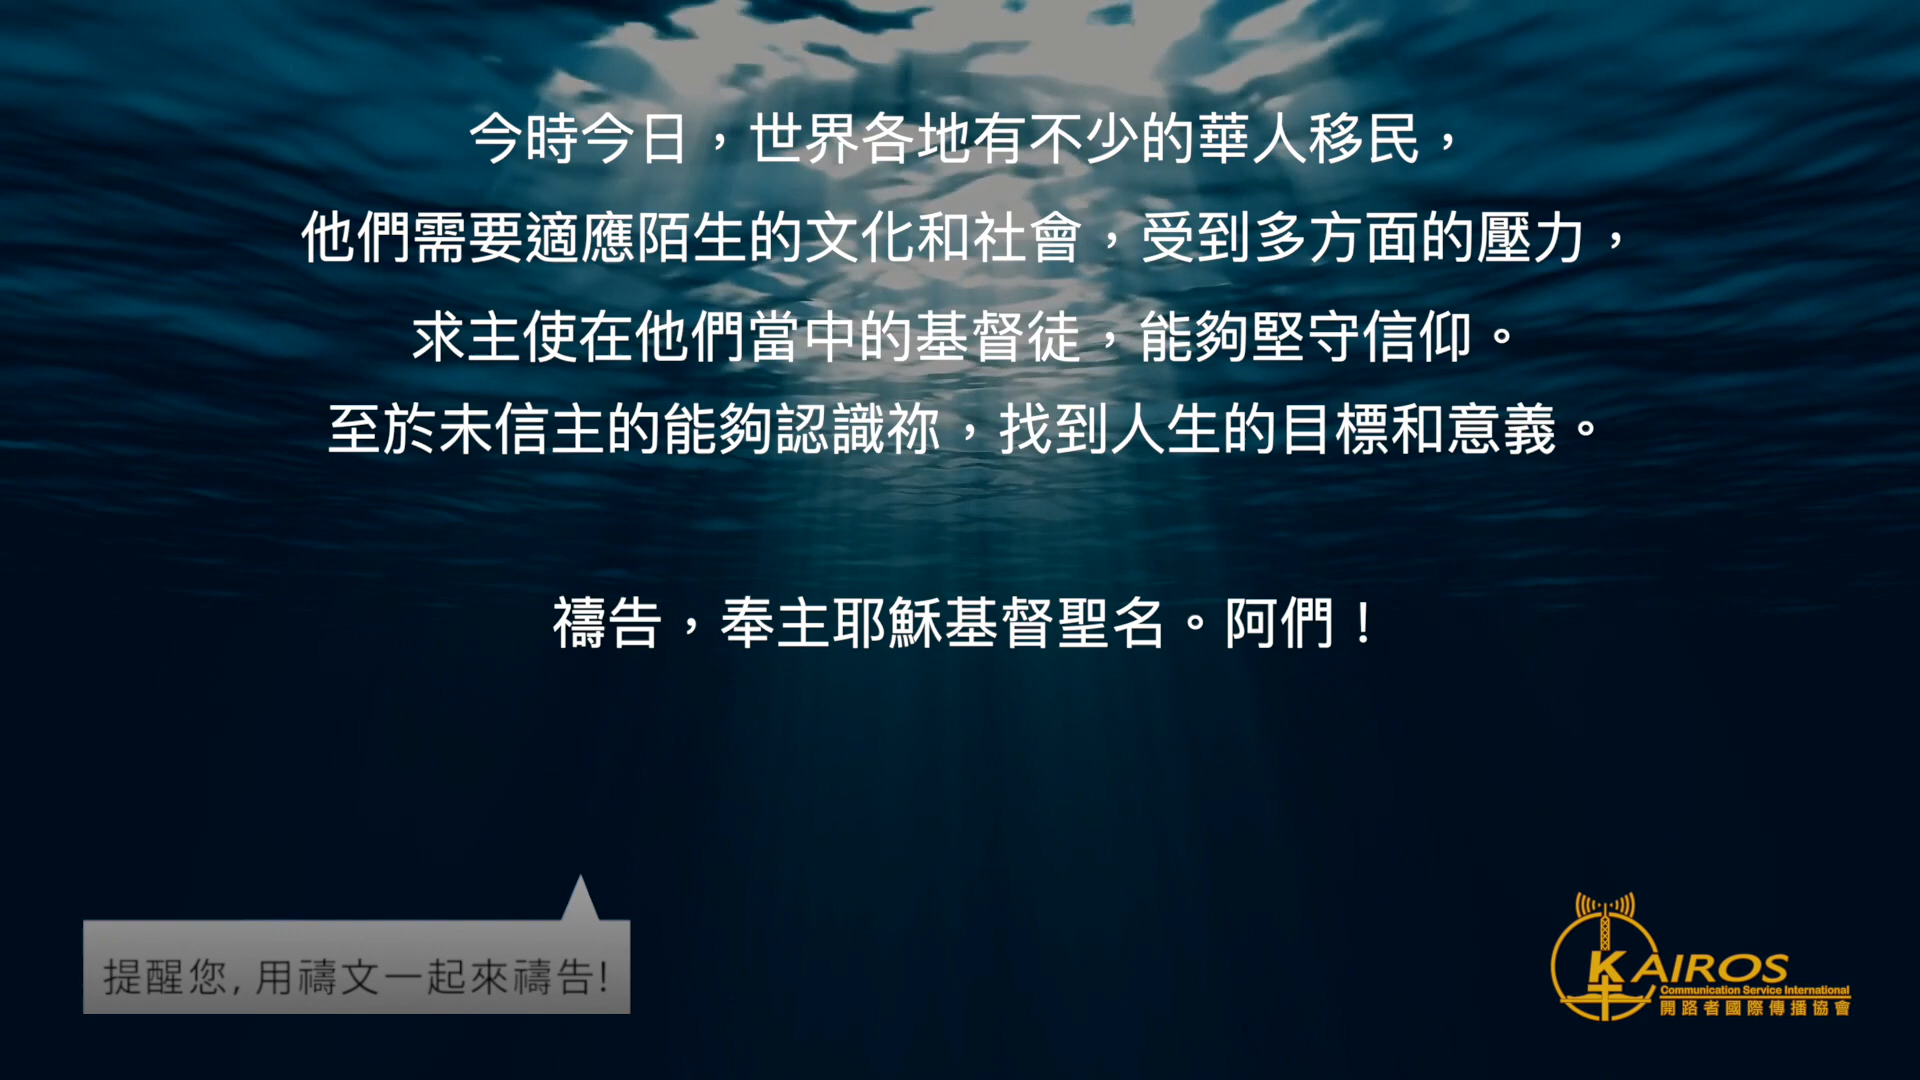 今時今日，世界各地有不少的華人移民，
他們需要適應陌生的文化和社會，受到多方面的壓力，
求主使在他們當中的基督徒，能夠堅守信仰。
至於未信主的能夠認識祢，找到人生的目標和意義。
禱告，奉主耶穌基督聖名。阿們！
提醒您, 用禱文一起來禱告!
KAIROS
Communication Service International
開路者國際傳播協會